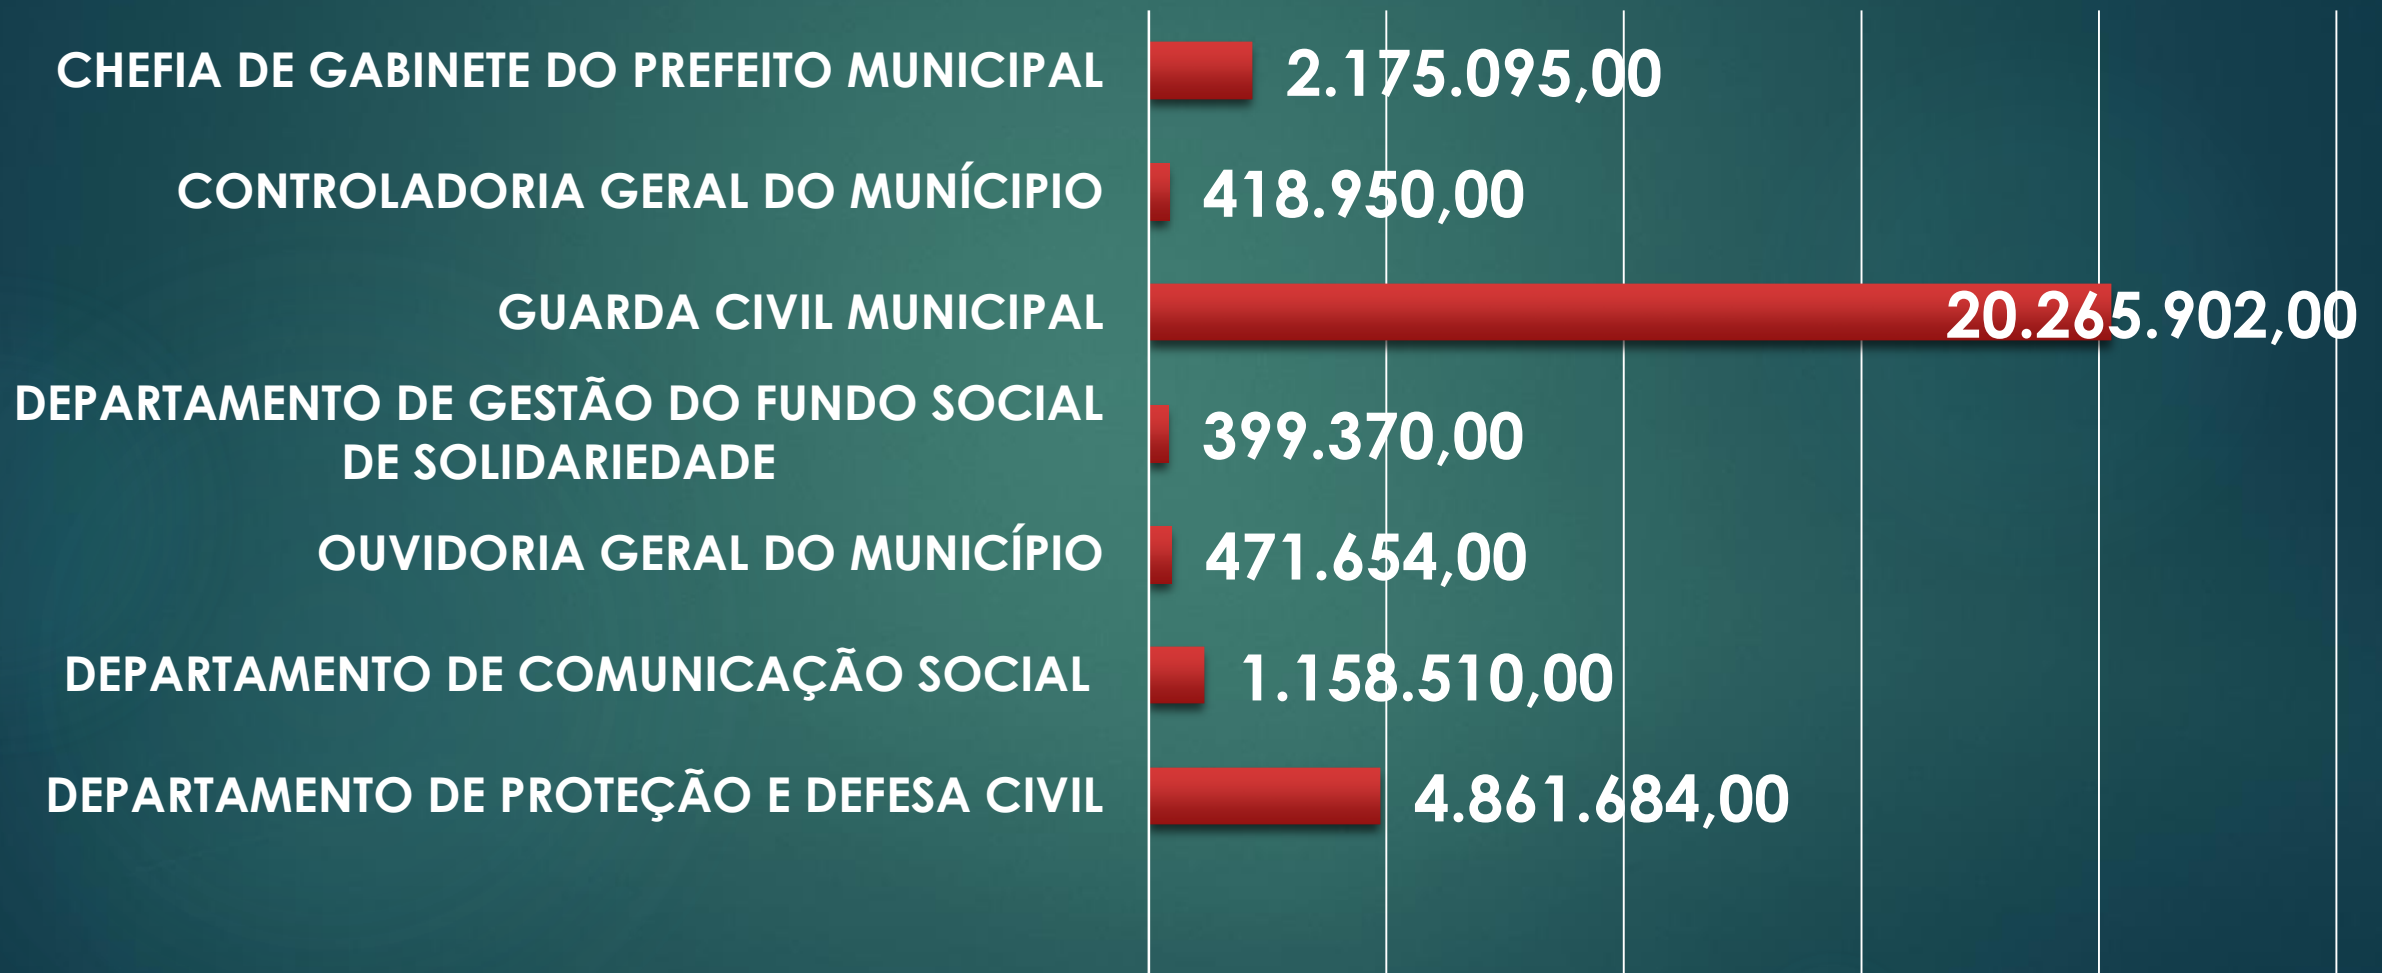 CHEFIA DE GABINETE DO PREFEITO MUNICIPAL 2.175.095,00
CONTROLADORIA GERAL DO MUNÍCIPIO 418.950,00
GUARDA CIVIL MUNICIPAL 20.265.902,00
DEPARTAMENTO DE GESTÃO DO FUNDO SOCIAL
DE SOLIDARIEDADE 399.370,00
OUVIDORIA GERAL DO MUNICÍPIO 471.654,00
DEPARTAMENTO DE COMUNICAÇÃO SOCIAL 1.158.510,00
DEPARTAMENTO DE PROTEÇÃO E DEFESA CIVIL 4.861.684,00